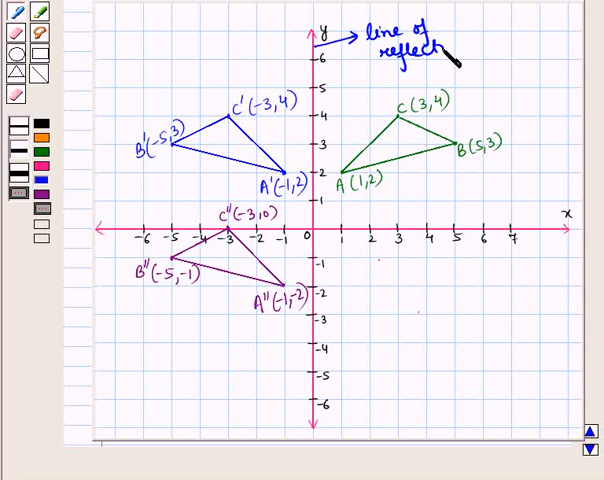 y
line of
reflect
6
5
C'(-3,4)
C(3,4)
4
B'(-5,3)
3
B(5,3)
2
A'(-1,2)
A(1,2)
C"(-3,0)
1
x
-6 -5 -4 -3 -2 -1 0 1 2 3 4 5 6 7
-1
B"(-5,-1)
-2
A"(-1,-2)
-3
-4
-5
-6